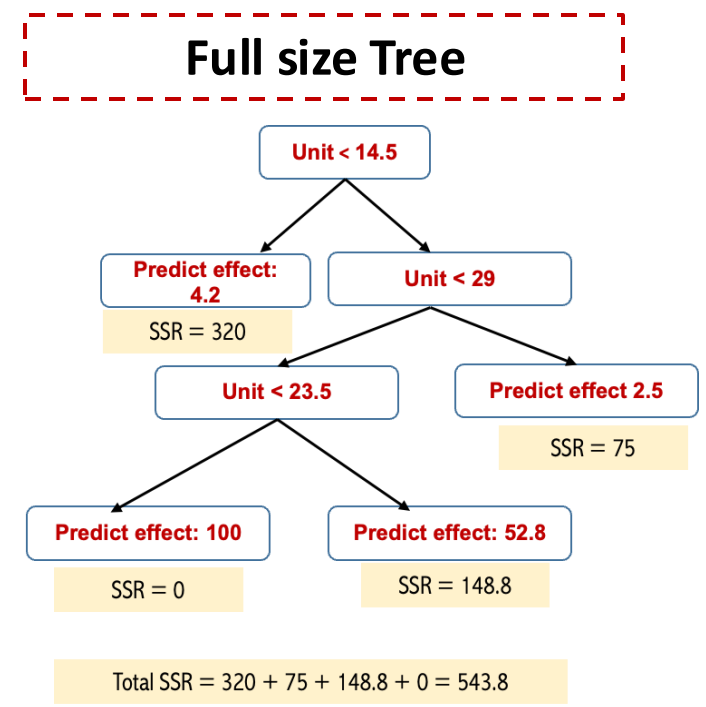 Full size Tree
Unit < 14.5
Predict effect:
4.2
Unit < 29
SSR = 320
Unit < 23.5
Predict effect 2.5
SSR = 75
Predict effect: 100
Predict effect: 52.8
SSR = 0
SSR = 148.8
Total SSR = 320 + 75 + 148.8 + 0 = 543.8